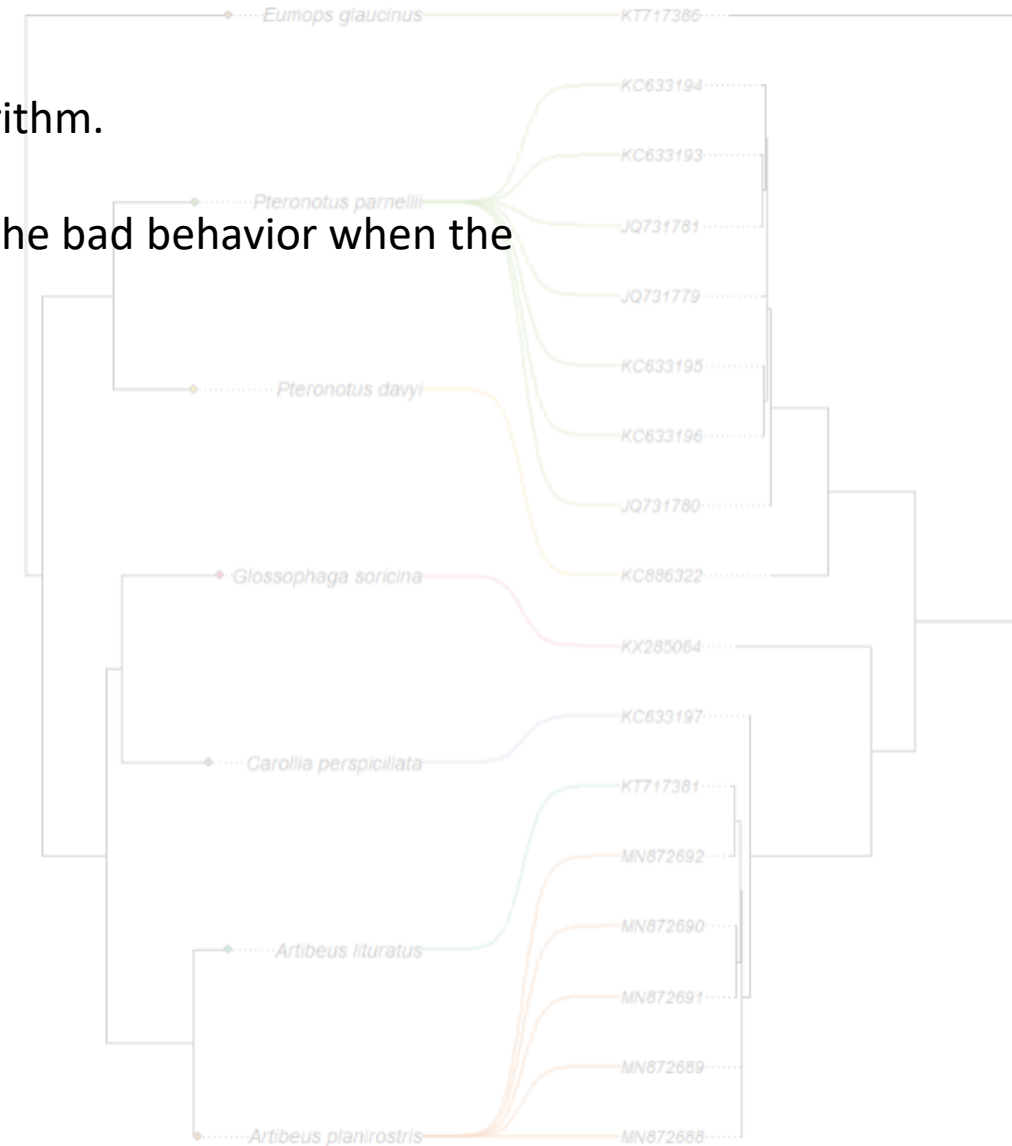 Eumops glaucinus KT717386
KC633194
rithm.
KC633193
Pteronotus parnellii
JQ731781
he bad behavior when the
JQ731779
KC633195
Pteronotus davyi
KC633196
JQ731780
Glossophaga soricina KC886322
KX285064
KC633197
Carollia perspicillata
KT717381
MN872692
MN872690
Artibeus lituratus
MN872691
MN872689
Artibeus planirostris MN872688